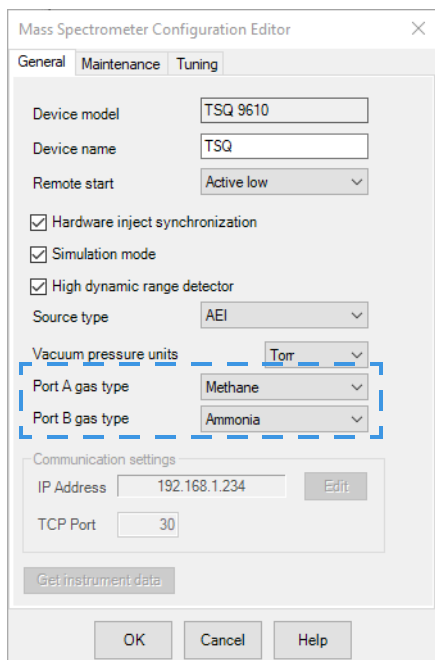 Mass Spectrometer Configuration Editor
General Maintenance Tuning
Device model TSQ 9610
Device name TSQ
Remote start Active low
Hardware inject synchronization
Simulation mode
High dynamic range detector
Source type AEI
Vacuum pressure units Torr
Port A gas type Methane
Port B gas type Ammonia
Communication settings
IP Address 192.168.1.234 Edit
TCP Port 30
Get instrument data
OK Cancel Help